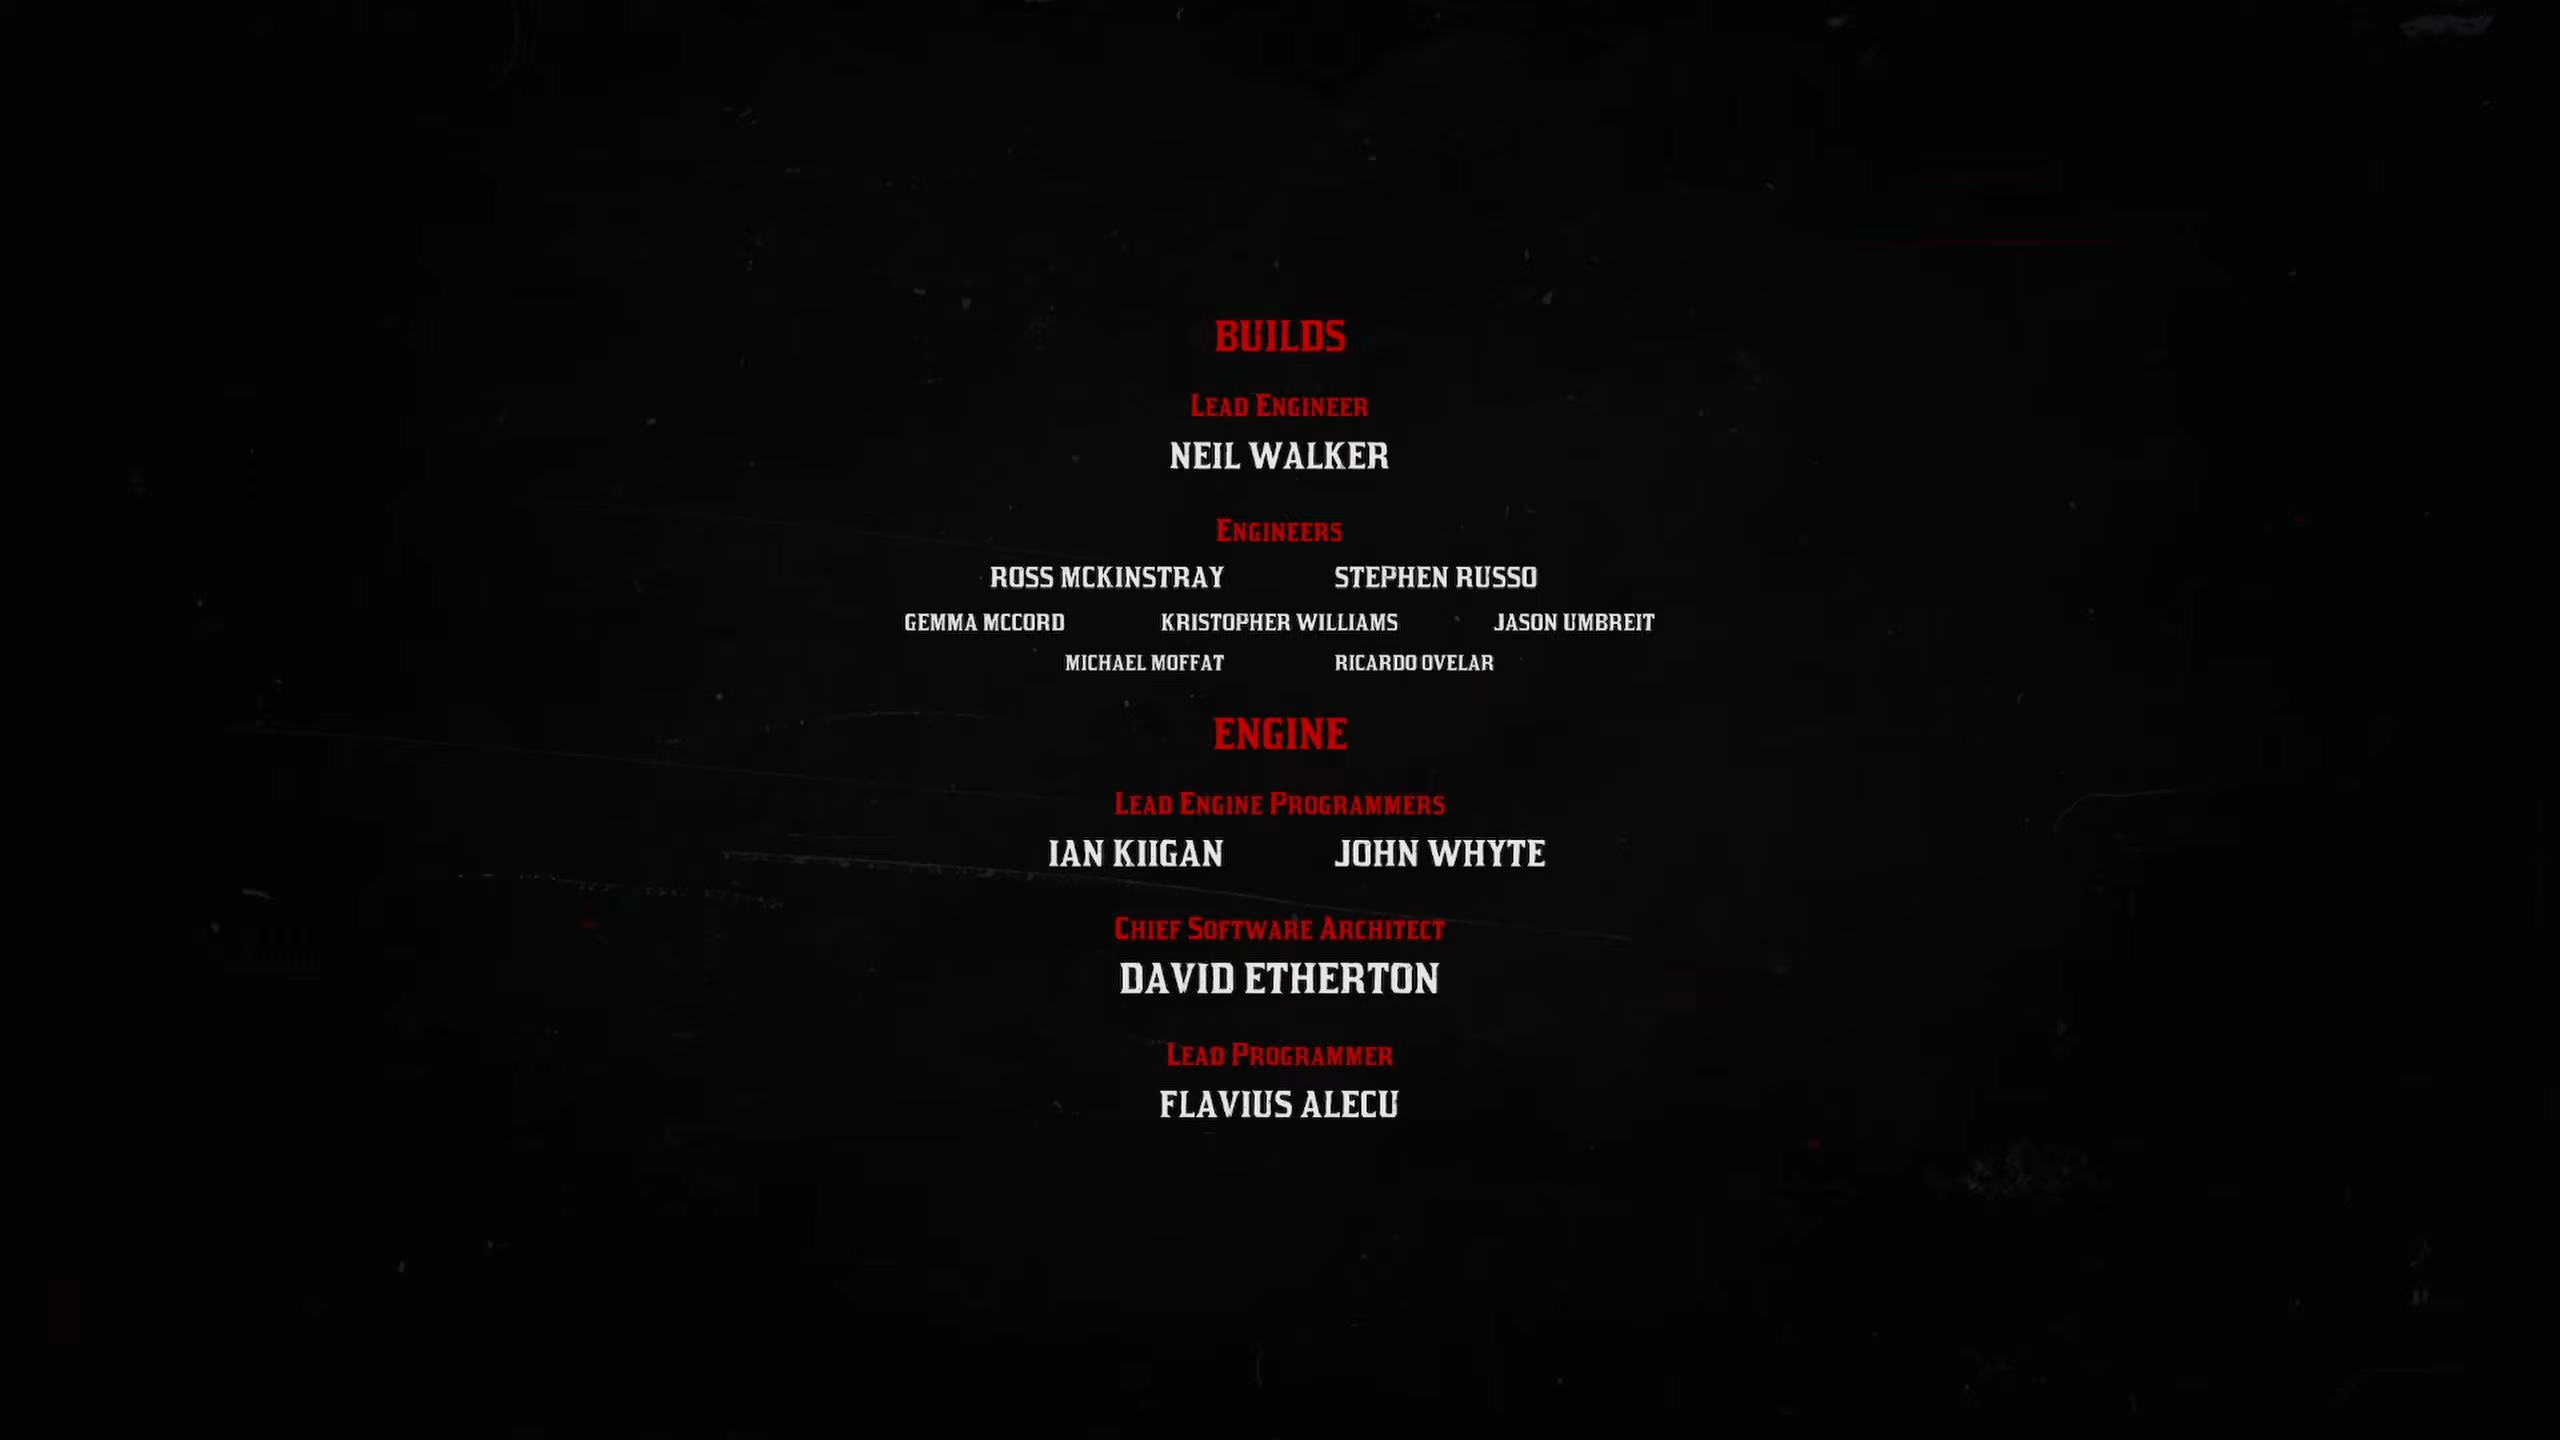 BUILDS
LEAD ENGINEER
NEIL WALKER
ENGINEERS
ROSS MCKINSTRAY STEPHEN RUSSO
GEMMA MCCORD KRISTOPHER WILLIAMS JASON UMBREIT
MICHAEL MOFFAT RICARDO OVELAR
ENGINE
LEAD ENGINE PROGRAMMERS
IAN KIIGAN JOHN WHYTE
CHIEF SOFTWARE ARCHITECT
DAVID ETHERTON
LEAD PROGRAMMER
FLAVIUS ALECU